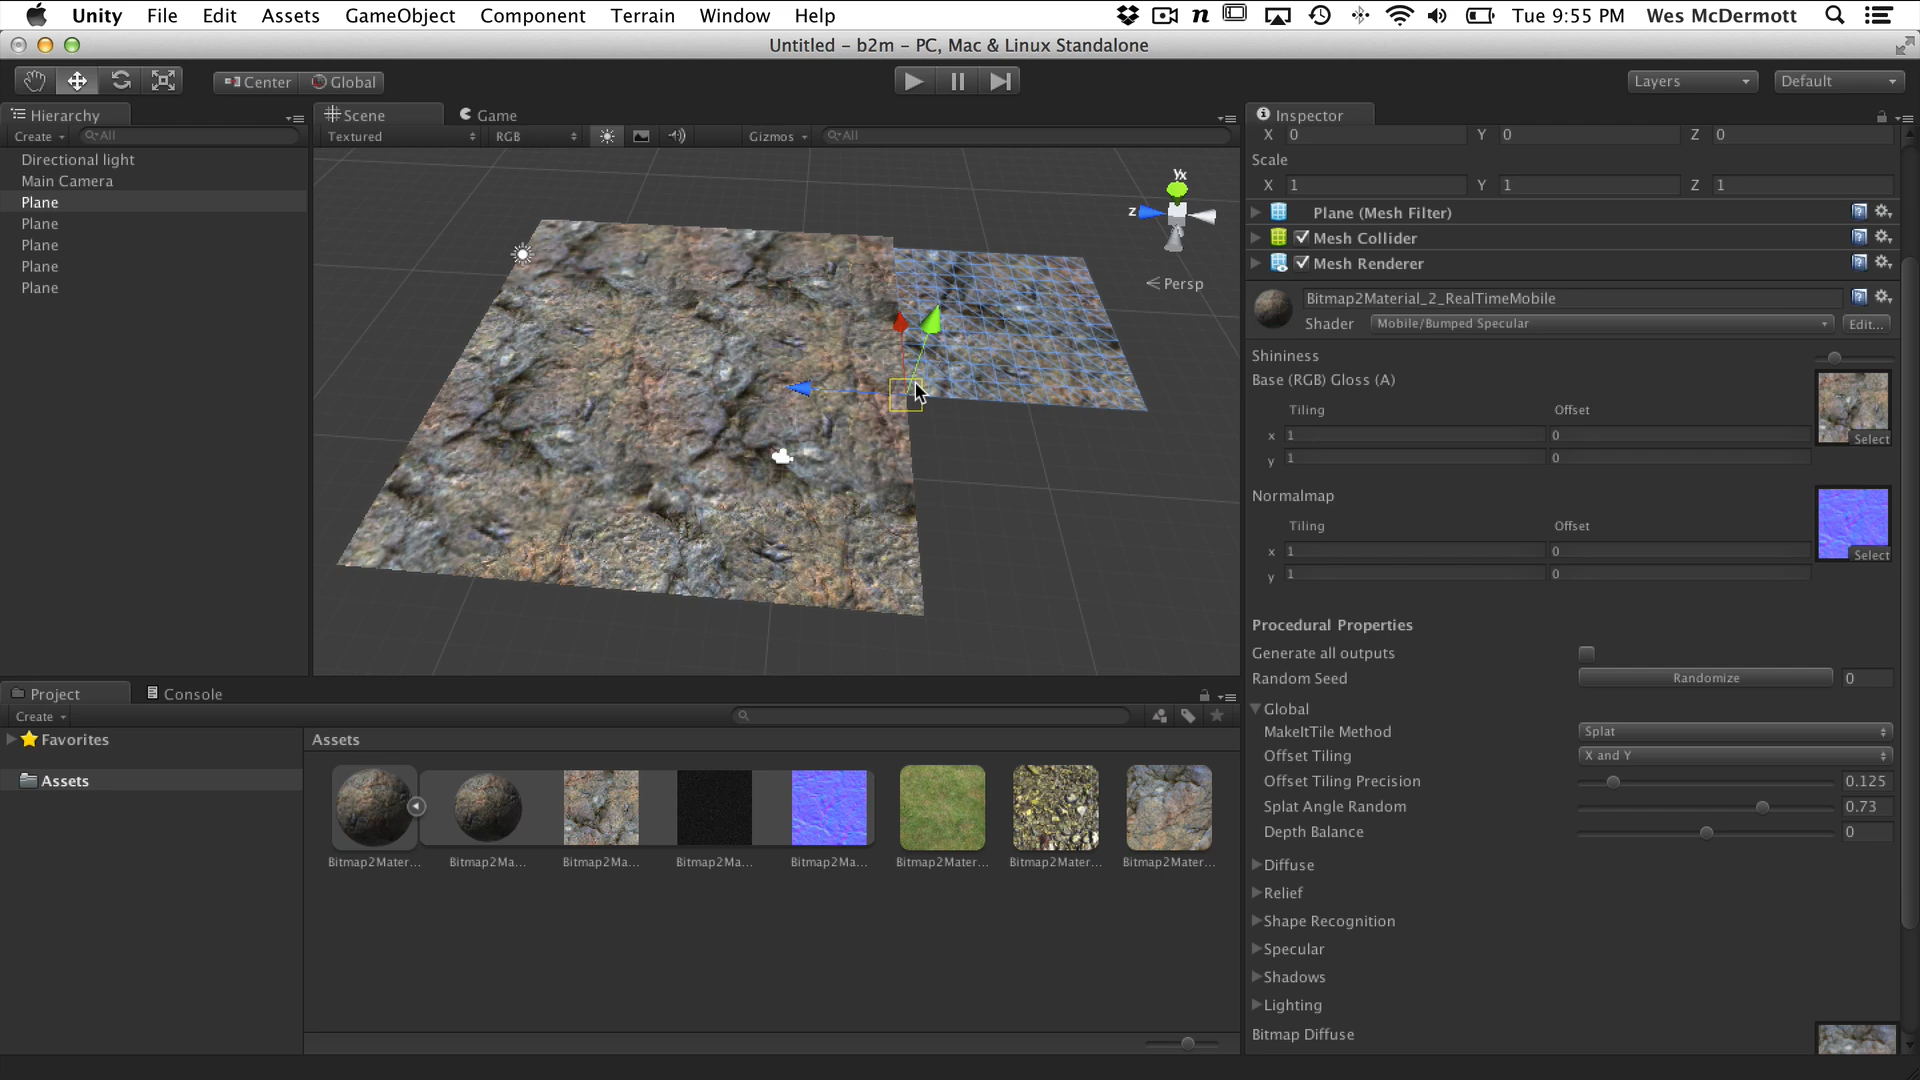 Unity File Edit Assets GameObject Component Terrain Window Help Tue 9:55 PM Wes McDermott
Untitled – b2m – PC, Mac & Linux Standalone
Center Global Layers Default
Hierarchy
Create All
Directional light
Main Camera
Plane
Plane
Plane
Plane
Plane
Scene Game
Textured RGB Gizmos All
Yx
z
Persp
Inspector
X 0 Y 0 Z 0
Scale
X 1 Y 1 Z 1
Plane (Mesh Filter)
Mesh Collider
Mesh Renderer
Bitmap2Material_2_RealTimeMobile
Shader Mobile/Bumped Specular Edit...
Shininess
Base (RGB) Gloss (A)
Tiling Offset
x 1 0
Select
y 1 0
Normalmap
Tiling Offset
x 1 0
Select
y 1 0
Procedural Properties
Generate all outputs
Random Seed Randomize 0
Global
MakeItTile Method Splat
Offset Tiling X and Y
Offset Tiling Precision 0.125
Splat Angle Random 0.73
Depth Balance 0
Diffuse
Relief
Shape Recognition
Specular
Shadows
Lighting
Bitmap Diffuse
Project Console
Create
Favorites
Assets
Assets
Bitmap2Mater... Bitmap2Ma... Bitmap2Ma... Bitmap2Ma... Bitmap2Ma... Bitmap2Mater... Bitmap2Mater... Bitmap2Mater...